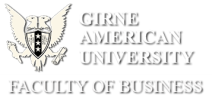 GIRNE
AMERICAN
UNIVERSITY
FACULTY OF BUSINESS